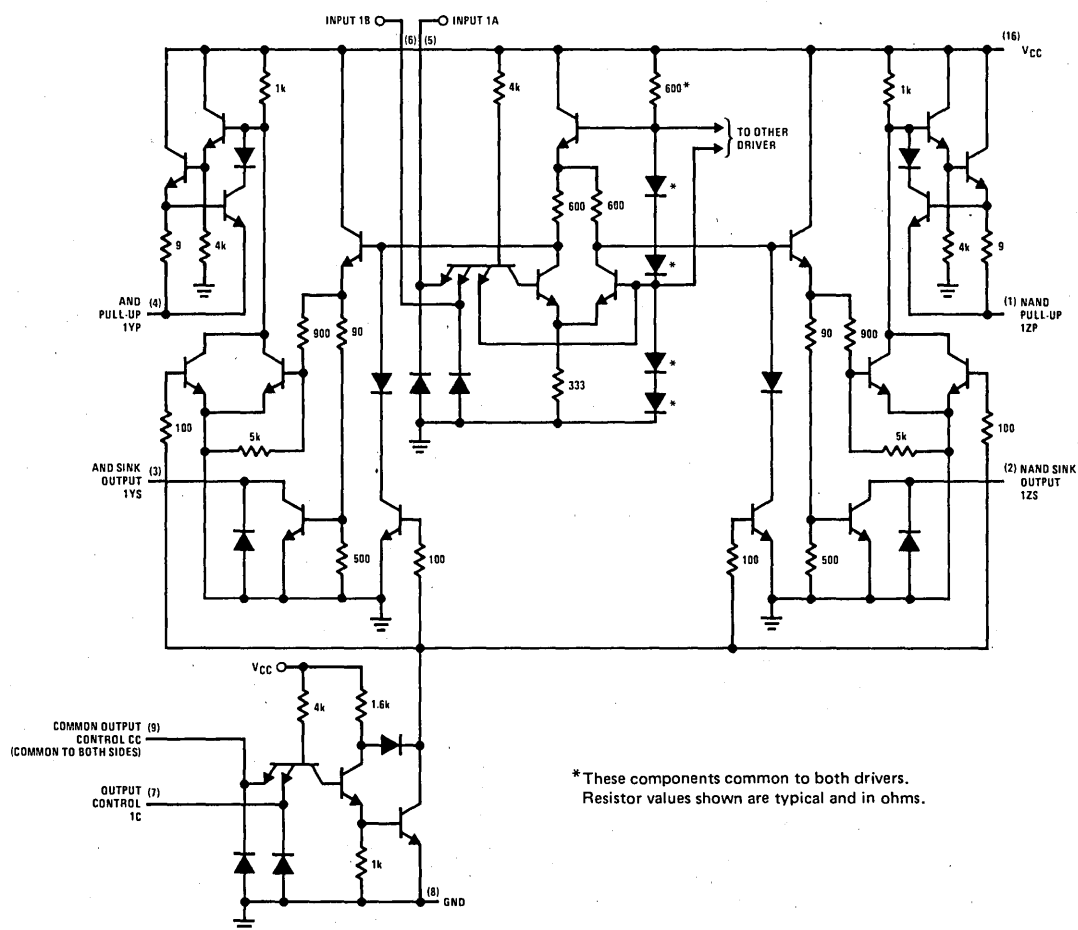 INPUT 1B
INPUT 1A
(6) (5)
(16)
VCC
1k
4k
600*
1k
TO OTHER
DRIVER
*
600
600
9
4k
*
4k
9
AND (4)
PULL-UP
1YP
(1) NAND
PULL-UP
1ZP
900
90
90
900
*
333
*
100
5k
5k
100
AND SINK (3)
OUTPUT
1YS
(2) NAND SINK
OUTPUT
1ZS
500
100
100
500
VCC
4k
1.6k
COMMON OUTPUT (9)
CONTROL CC
(COMMON TO BOTH SIDES)
OUTPUT (7)
CONTROL
1C
1k
(8)
GND
*These components common to both drivers.
Resistor values shown are typical and in ohms.